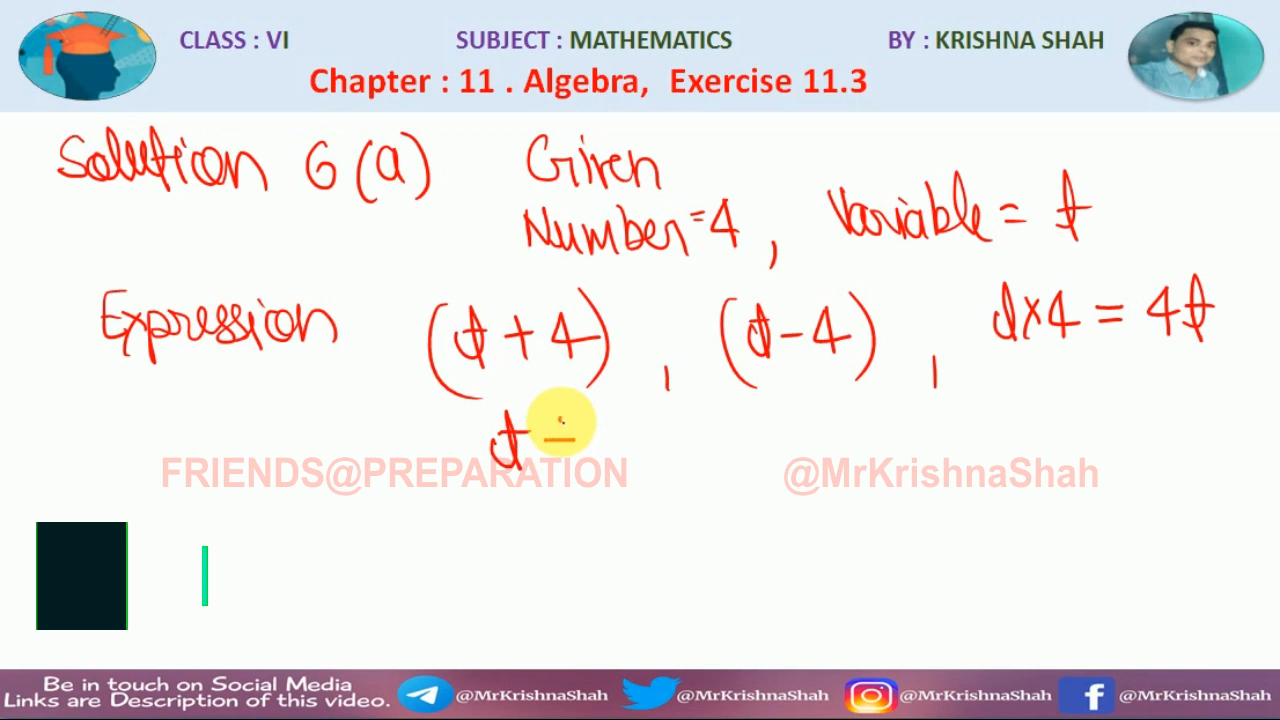 CLASS : VI SUBJECT : MATHEMATICS BY : KRISHNA SHAH
Chapter : 11 . Algebra, Exercise 11.3
Solution 6 (a) Given
Number = 4 , Variable = t
Expression (t + 4) , (t - 4) , t × 4 = 4t
t ÷
FRIENDS@PREPARATION @MrKrishnaShah
Be in touch on Social Media
Links are Description of this video.
@MrKrishnaShah @MrKrishnaShah @MrKrishnaShah @MrKrishnaShah